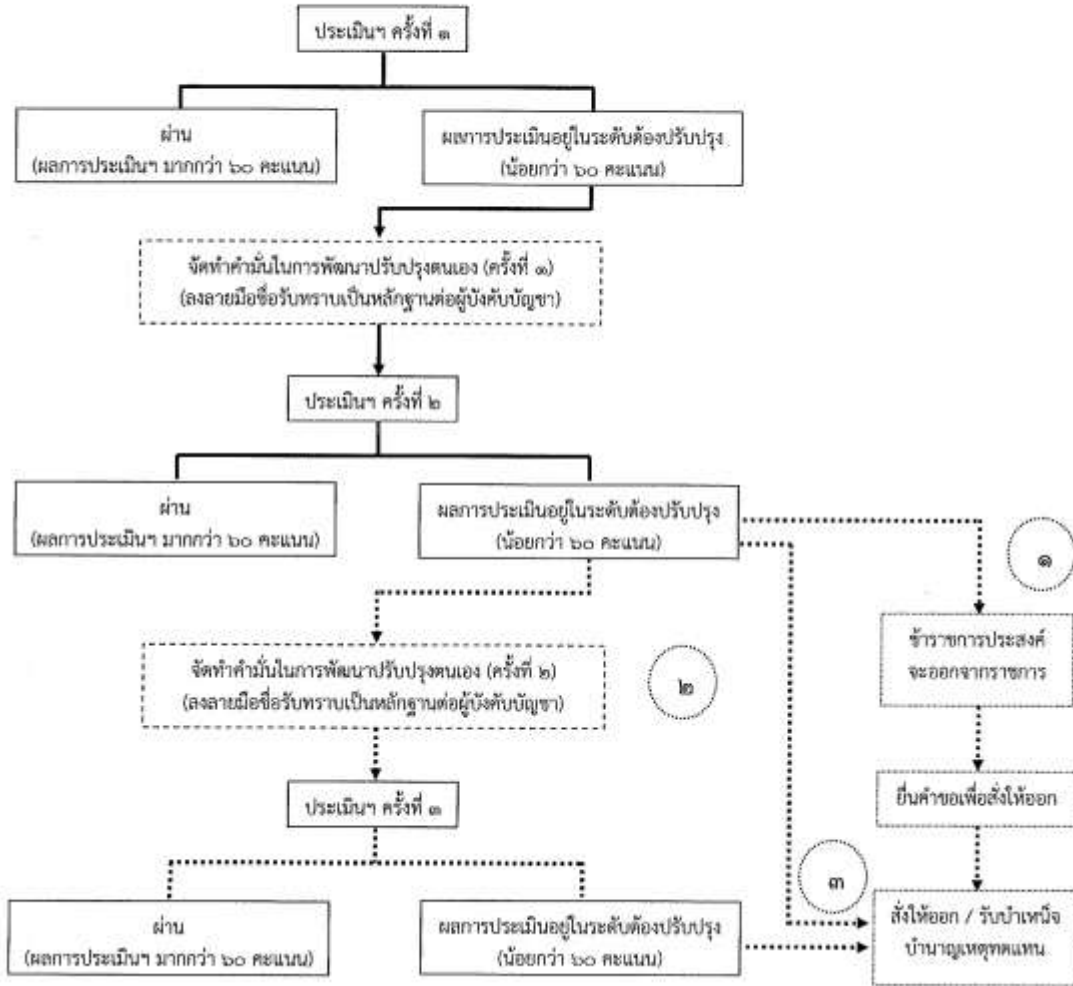 ประเมินฯ ครั้งที่ ๑
ผ่าน
(ผลการประเมินฯ มากกว่า ๖๐ คะแนน)
ผลการประเมินอยู่ในระดับต้องปรับปรุง
(น้อยกว่า ๖๐ คะแนน)
จัดทำคำมั่นในการพัฒนาปรับปรุงตนเอง (ครั้งที่ ๑)
(ลงลายมือชื่อรับทราบเป็นหลักฐานต่อผู้บังคับบัญชา)
ประเมินฯ ครั้งที่ ๒
ผ่าน
(ผลการประเมินฯ มากกว่า ๖๐ คะแนน)
ผลการประเมินอยู่ในระดับต้องปรับปรุง
(น้อยกว่า ๖๐ คะแนน)
๑
ข้าราชการประสงค์
จะออกจากราชการ
จัดทำคำมั่นในการพัฒนาปรับปรุงตนเอง (ครั้งที่ ๒)
(ลงลายมือชื่อรับทราบเป็นหลักฐานต่อผู้บังคับบัญชา)
๒
ยื่นคำขอเพื่อสั่งให้ออก
ประเมินฯ ครั้งที่ ๓
๓
ผ่าน
(ผลการประเมินฯ มากกว่า ๖๐ คะแนน)
ผลการประเมินอยู่ในระดับต้องปรับปรุง
(น้อยกว่า ๖๐ คะแนน)
สั่งให้ออก / รับบำเหน็จ
บำนาญเหตุทดแทน